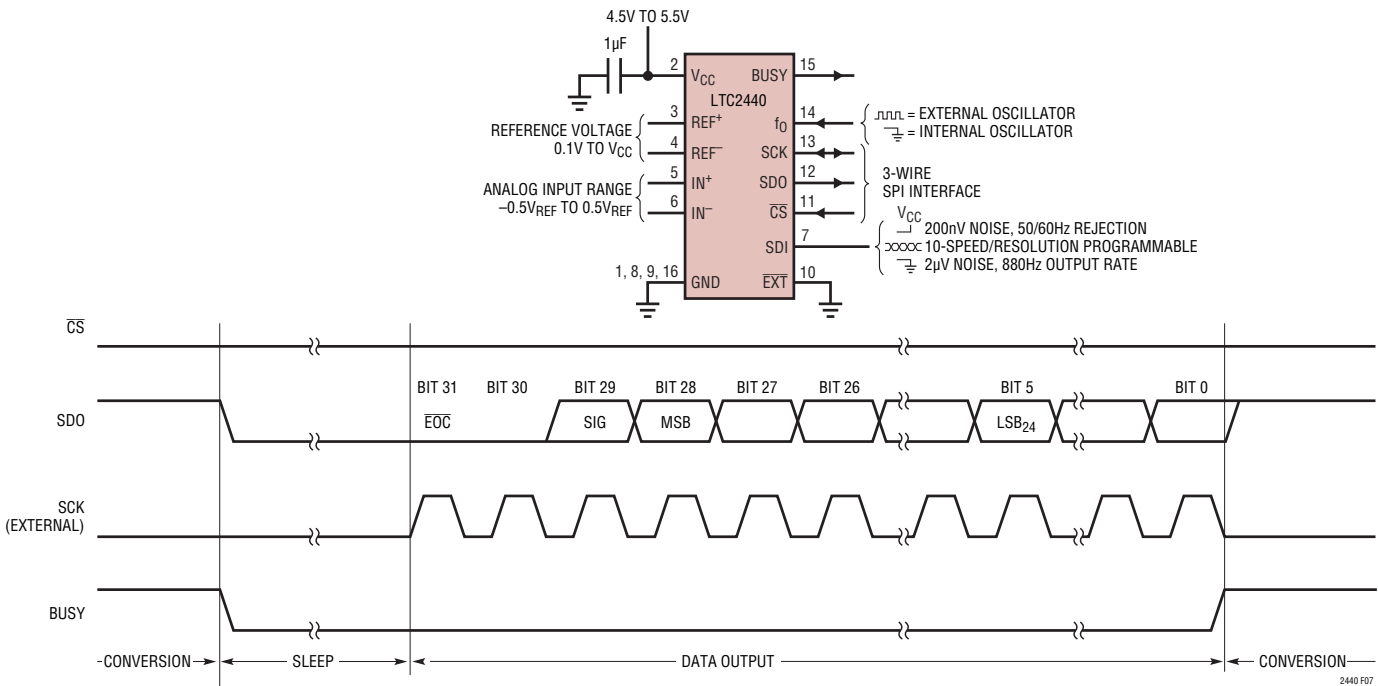 4.5V TO 5.5V
1µF
2
VCC
BUSY
15
LTC2440
REFERENCE VOLTAGE
0.1V TO VCC
3
REF+
4
REF–
fO
14
= EXTERNAL OSCILLATOR
= INTERNAL OSCILLATOR
SCK
13
ANALOG INPUT RANGE
–0.5VREF TO 0.5VREF
5
IN+
6
IN–
SDO
12
CS
11
3-WIRE
SPI INTERFACE
SDI
7
VCC
200nV NOISE, 50/60Hz REJECTION
10-SPEED/RESOLUTION PROGRAMMABLE
2µV NOISE, 880Hz OUTPUT RATE
1, 8, 9, 16
GND
EXT
10
CS
BIT 31
BIT 30
BIT 29
BIT 28
BIT 27
BIT 26
BIT 5
BIT 0
SDO
EOC
SIG
MSB
LSB24
SCK
(EXTERNAL)
BUSY
CONVERSION
SLEEP
DATA OUTPUT
CONVERSION
2440 F07